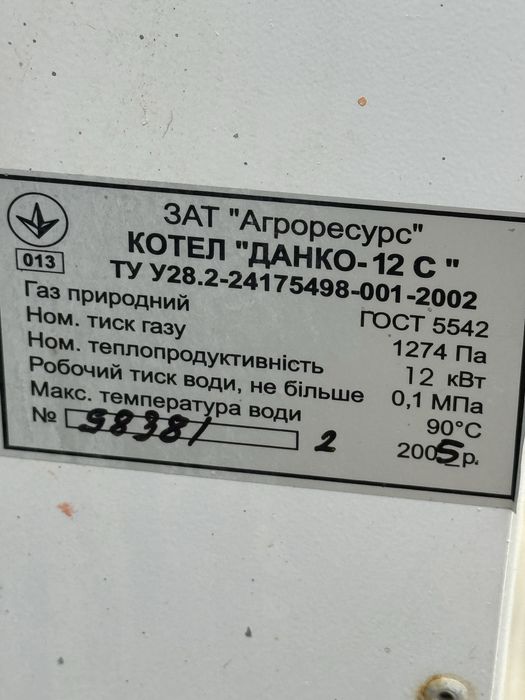 ЗАТ "Агроресурс"
КОТЕЛ "ДАНКО-12 С"
013
ТУ У28.2-24175498-001-2002
Газ природний ГОСТ 5542
Ном. тиск газу 1274 Па
Ном. теплопродуктивність 12 кВт
Робочий тиск води, не більше 0,1 МПа
Макс. температура води 90°С
№ 98381 2 2005р.